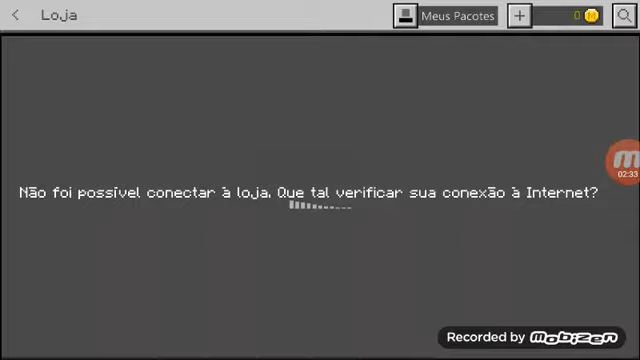 Loja
Meus Pacotes
0
Não foi possível conectar à loja. Que tal verificar sua conexão à Internet?
02:33
Recorded by mobizen